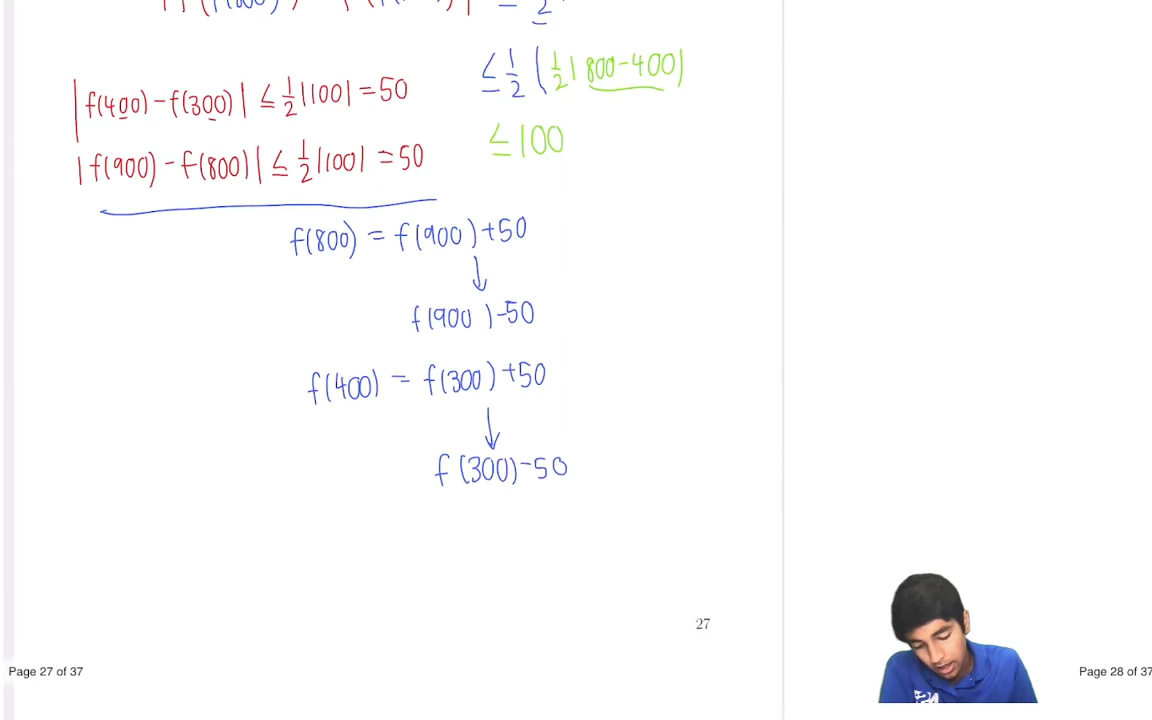 |f(400) - f(300)| ≤ 1/2 |100| = 50
|f(900) - f(800)| ≤ 1/2 |100| = 50
≤ 1/2 (1/2 | 800 - 400|)
≤ 100
f(800) = f(900) + 50
↓
f(900) - 50
f(400) = f(300) + 50
↓
f(300) - 50
27
Page 27 of 37
Page 28 of 37